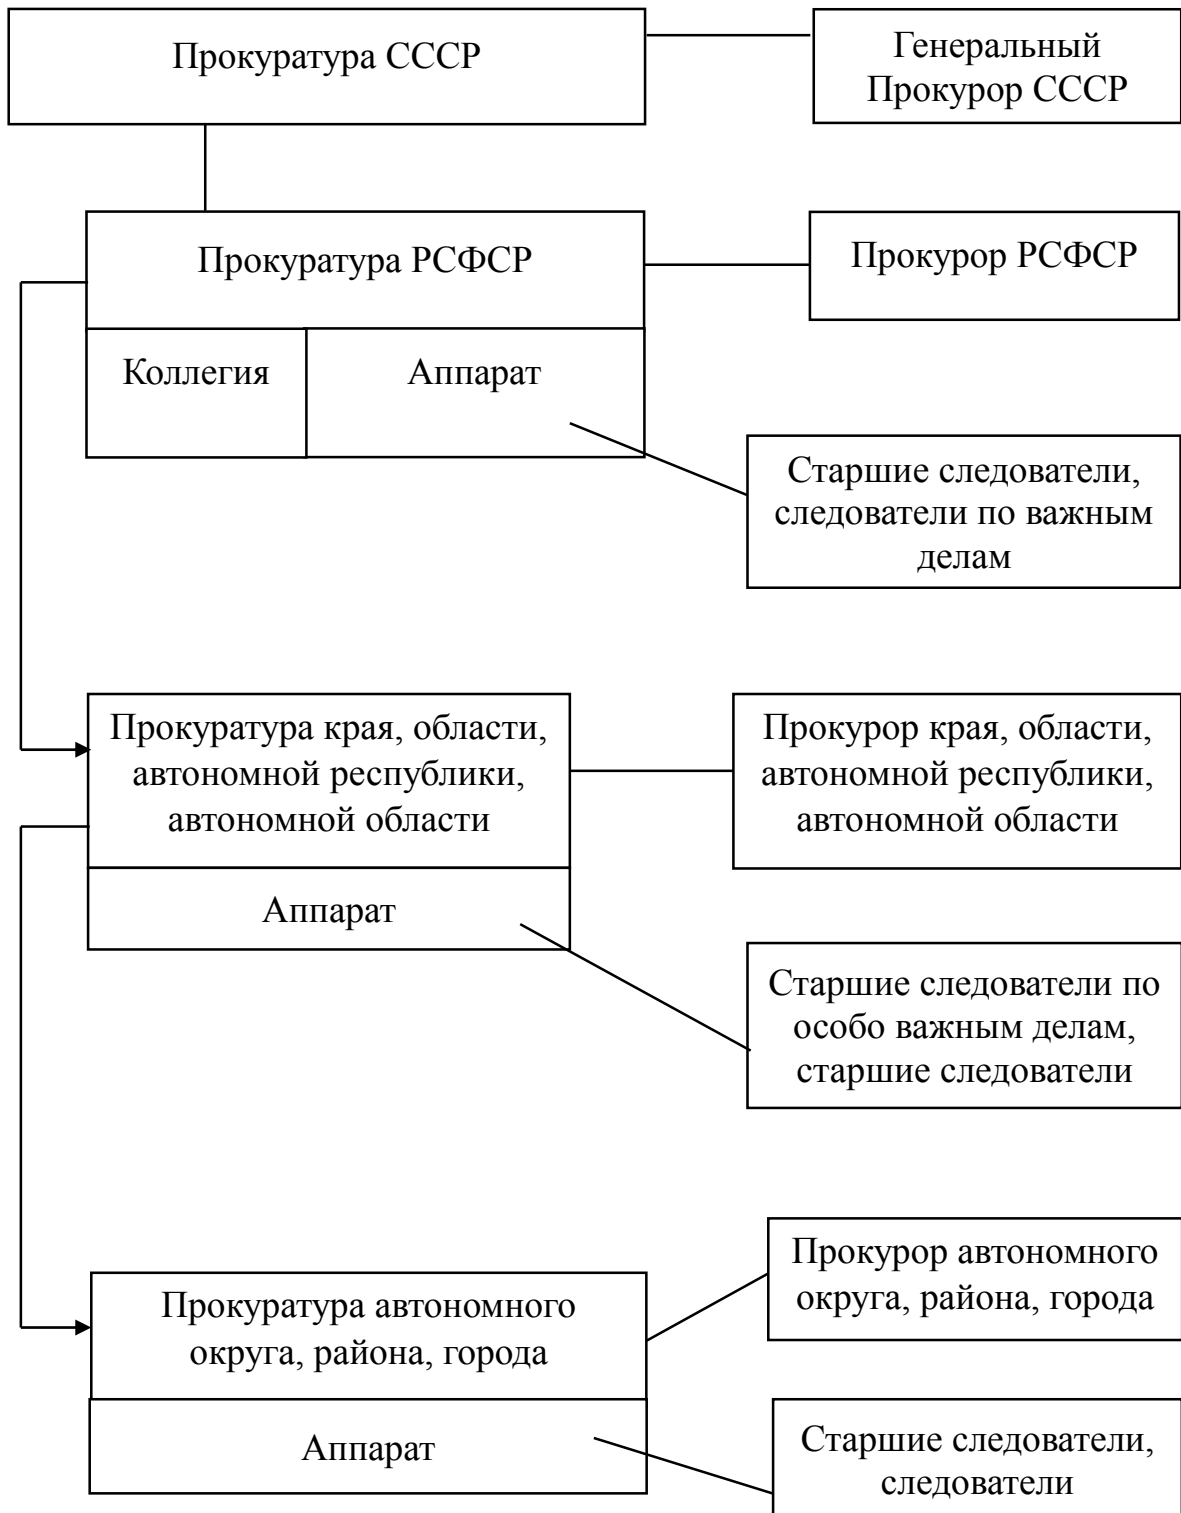 Прокуратура СССР
Генеральный
Прокурор СССР
Прокуратура РСФСР
Прокурор РСФСР
Коллегия
Аппарат
Старшие следователи,
следователи по важным
делам
Прокуратура края, области,
автономной республики,
автономной области
Прокурор края, области,
автономной республики,
автономной области
Аппарат
Старшие следователи по
особо важным делам,
старшие следователи
Прокурор автономного
округа, района, города
Прокуратура автономного
округа, района, города
Аппарат
Старшие следователи,
следователи